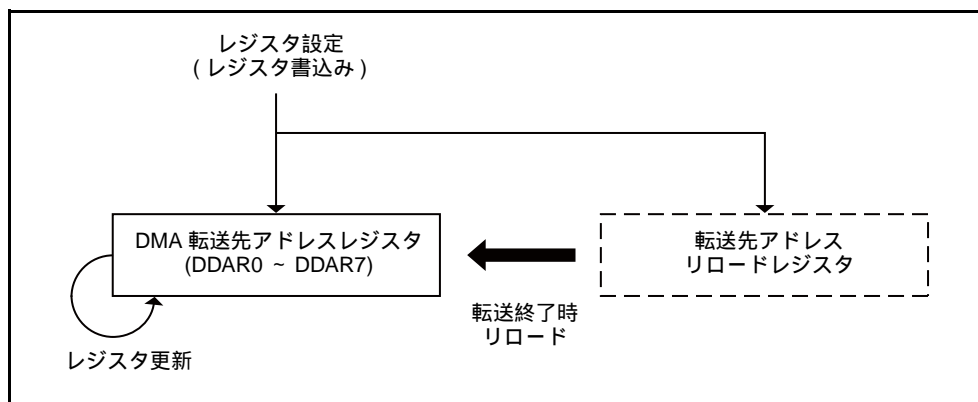 レジスタ設定
( レジスタ書込み )
DMA 転送先アドレスレジスタ
(DDAR0 ~ DDAR7)
転送先アドレス
リロードレジスタ
転送終了時
リロード
レジスタ更新